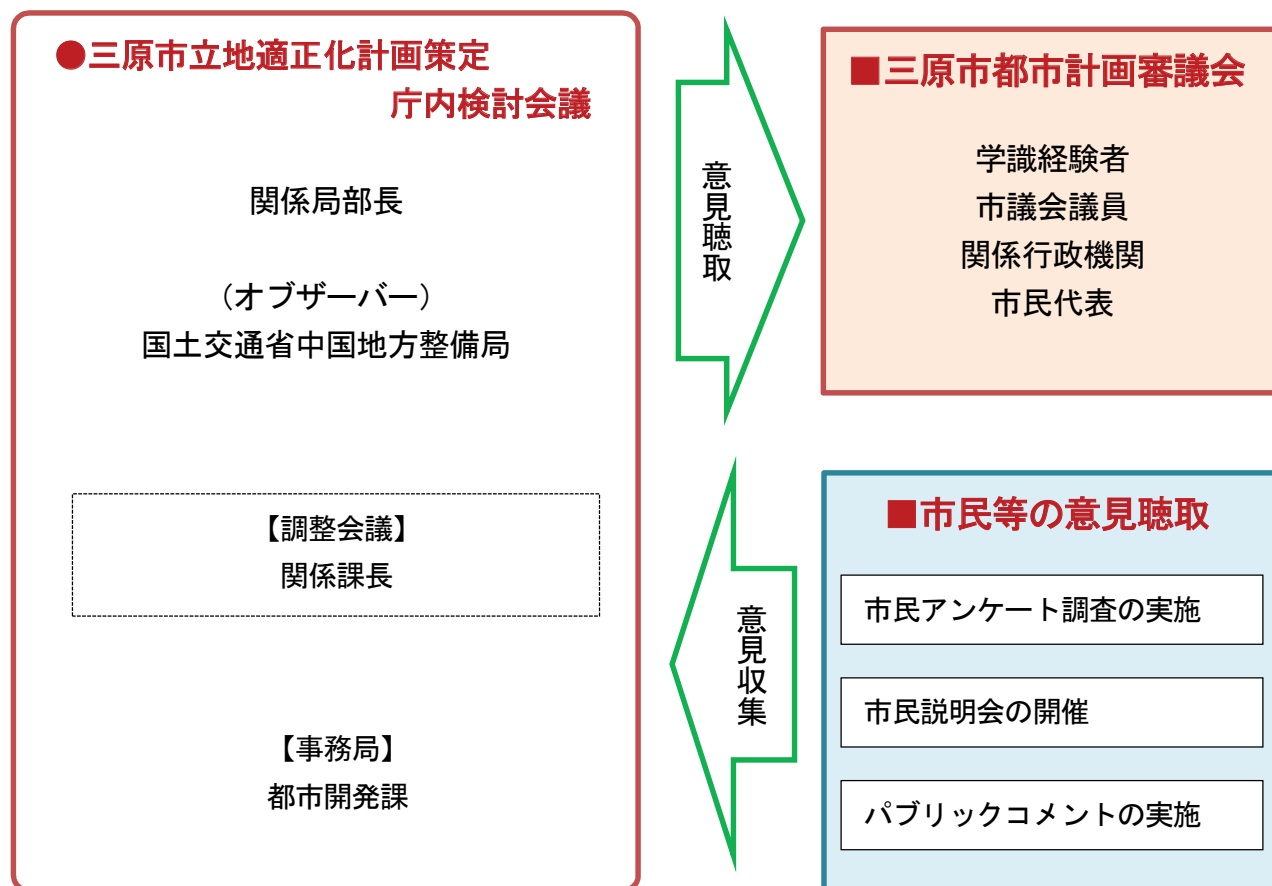 ●三原市立地適正化計画策定
庁内検討会議
関係局部長
（オブザーバー）
国土交通省中国地方整備局
【調整会議】
関係課長
【事務局】
都市開発課
意見聴取
■三原市都市計画審議会
学識経験者
市議会議員
関係行政機関
市民代表
意見収集
■市民等の意見聴取
市民アンケート調査の実施
市民説明会の開催
パブリックコメントの実施